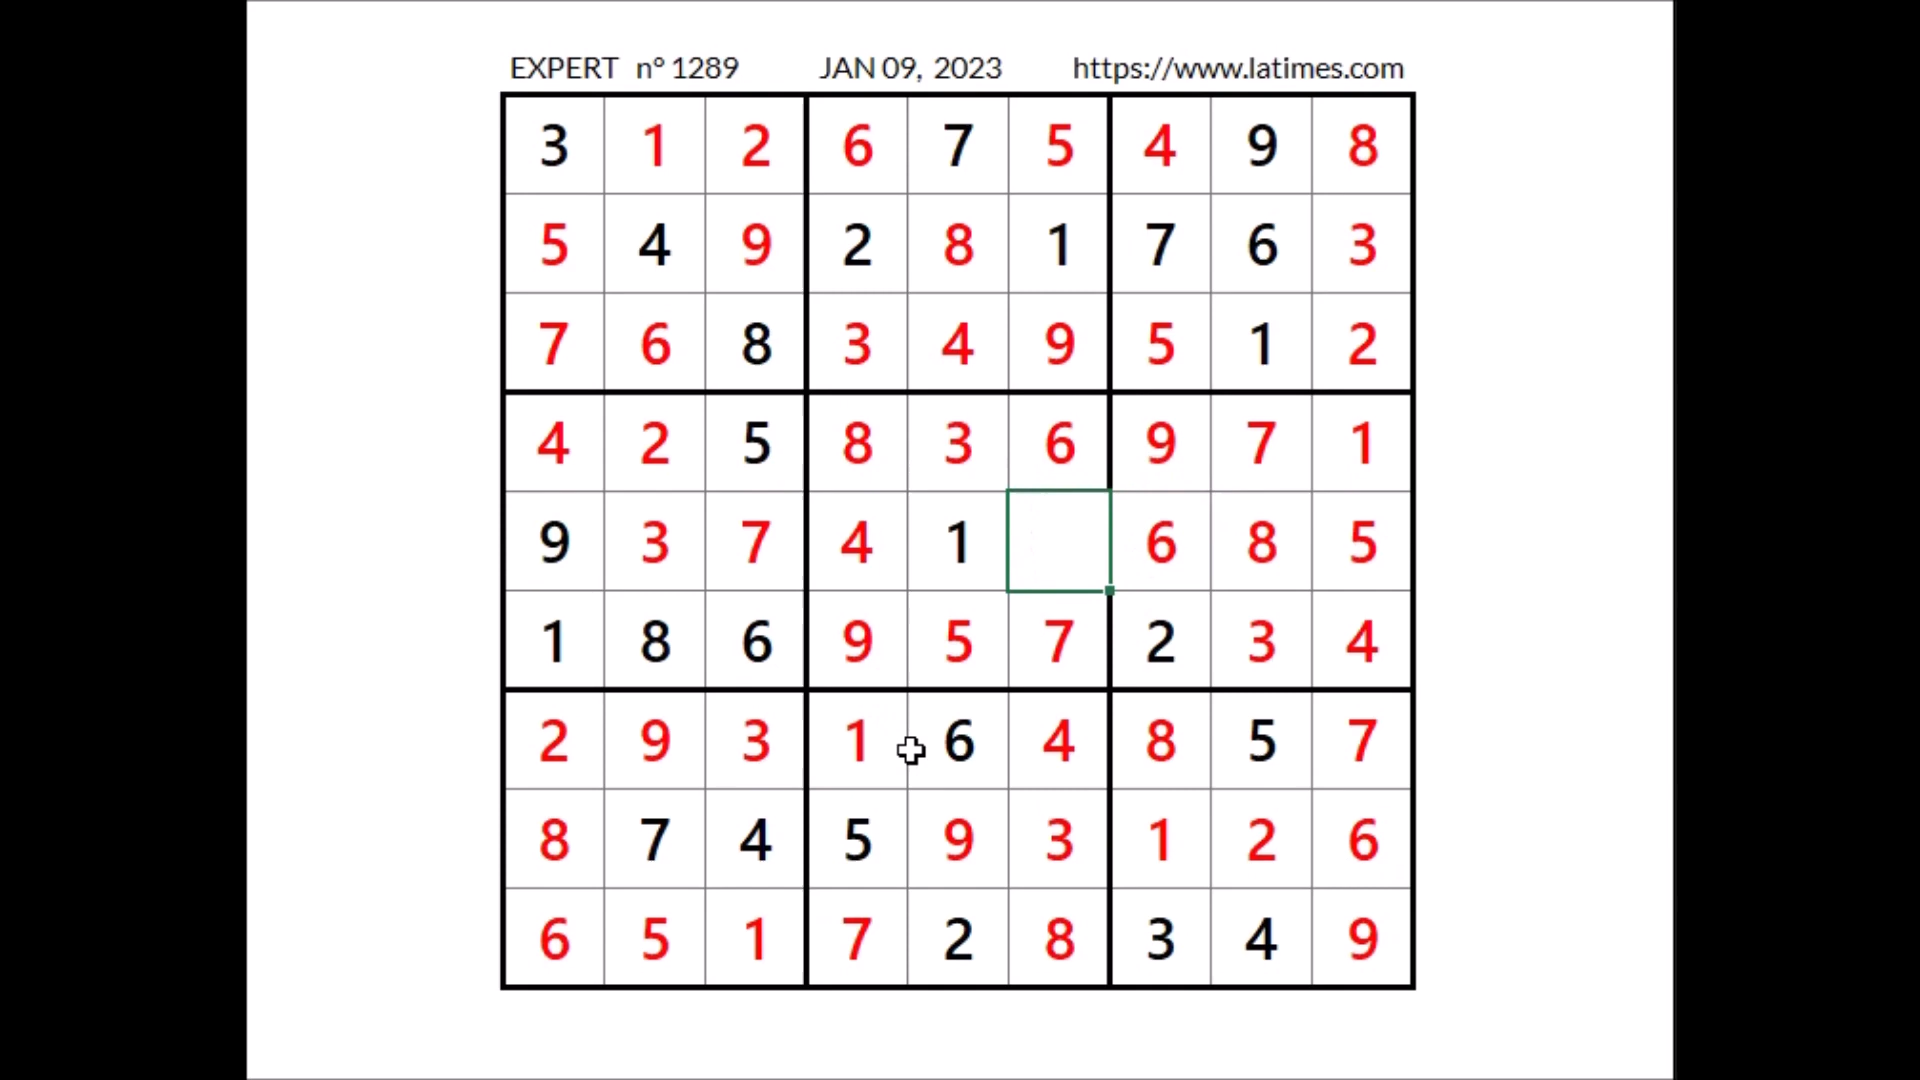 EXPERT n° 1289 JAN 09, 2023 https://www.latimes.com
3 1 2 6 7 5 4 9 8
5 4 9 2 8 1 7 6 3
7 6 8 3 4 9 5 1 2
4 2 5 8 3 6 9 7 1
9 3 7 4 1 6 8 5
1 8 6 9 5 7 2 3 4
2 9 3 1 6 4 8 5 7
8 7 4 5 9 3 1 2 6
6 5 1 7 2 8 3 4 9